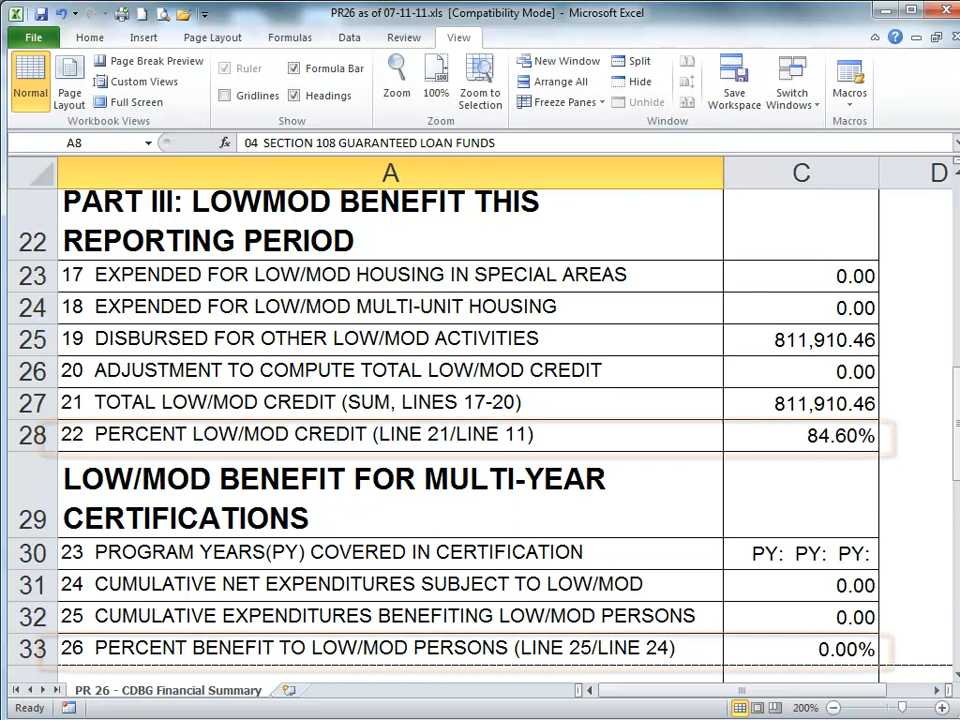 PR26 as of 07-11-11.xls [Compatibility Mode] - Microsoft Excel
File Home Insert Page Layout Formulas Data Review View
Normal
Page Layout
Page Break Preview
Custom Views
Full Screen
Workbook Views
Ruler
Formula Bar
Gridlines
Headings
Show
Zoom
100%
Zoom to Selection
Zoom
New Window
Arrange All
Freeze Panes
Split
Hide
Unhide
Save Workspace
Switch Windows
Window
Macros
Macros
A8 fx 04 SECTION 108 GUARANTEED LOAN FUNDS
A C D
PART III: LOWMOD BENEFIT THIS
22 REPORTING PERIOD
23 17 EXPENDED FOR LOW/MOD HOUSING IN SPECIAL AREAS 0.00
24 18 EXPENDED FOR LOW/MOD MULTI-UNIT HOUSING 0.00
25 19 DISBURSED FOR OTHER LOW/MOD ACTIVITIES 811,910.46
26 20 ADJUSTMENT TO COMPUTE TOTAL LOW/MOD CREDIT 0.00
27 21 TOTAL LOW/MOD CREDIT (SUM, LINES 17-20) 811,910.46
28 22 PERCENT LOW/MOD CREDIT (LINE 21/LINE 11) 84.60%
LOW/MOD BENEFIT FOR MULTI-YEAR
29 CERTIFICATIONS
30 23 PROGRAM YEARS(PY) COVERED IN CERTIFICATION PY: PY: PY:
31 24 CUMULATIVE NET EXPENDITURES SUBJECT TO LOW/MOD 0.00
32 25 CUMULATIVE EXPENDITURES BENEFITING LOW/MOD PERSONS 0.00
33 26 PERCENT BENEFIT TO LOW/MOD PERSONS (LINE 25/LINE 24) 0.00%
PR 26 - CDBG Financial Summary
Ready 200%